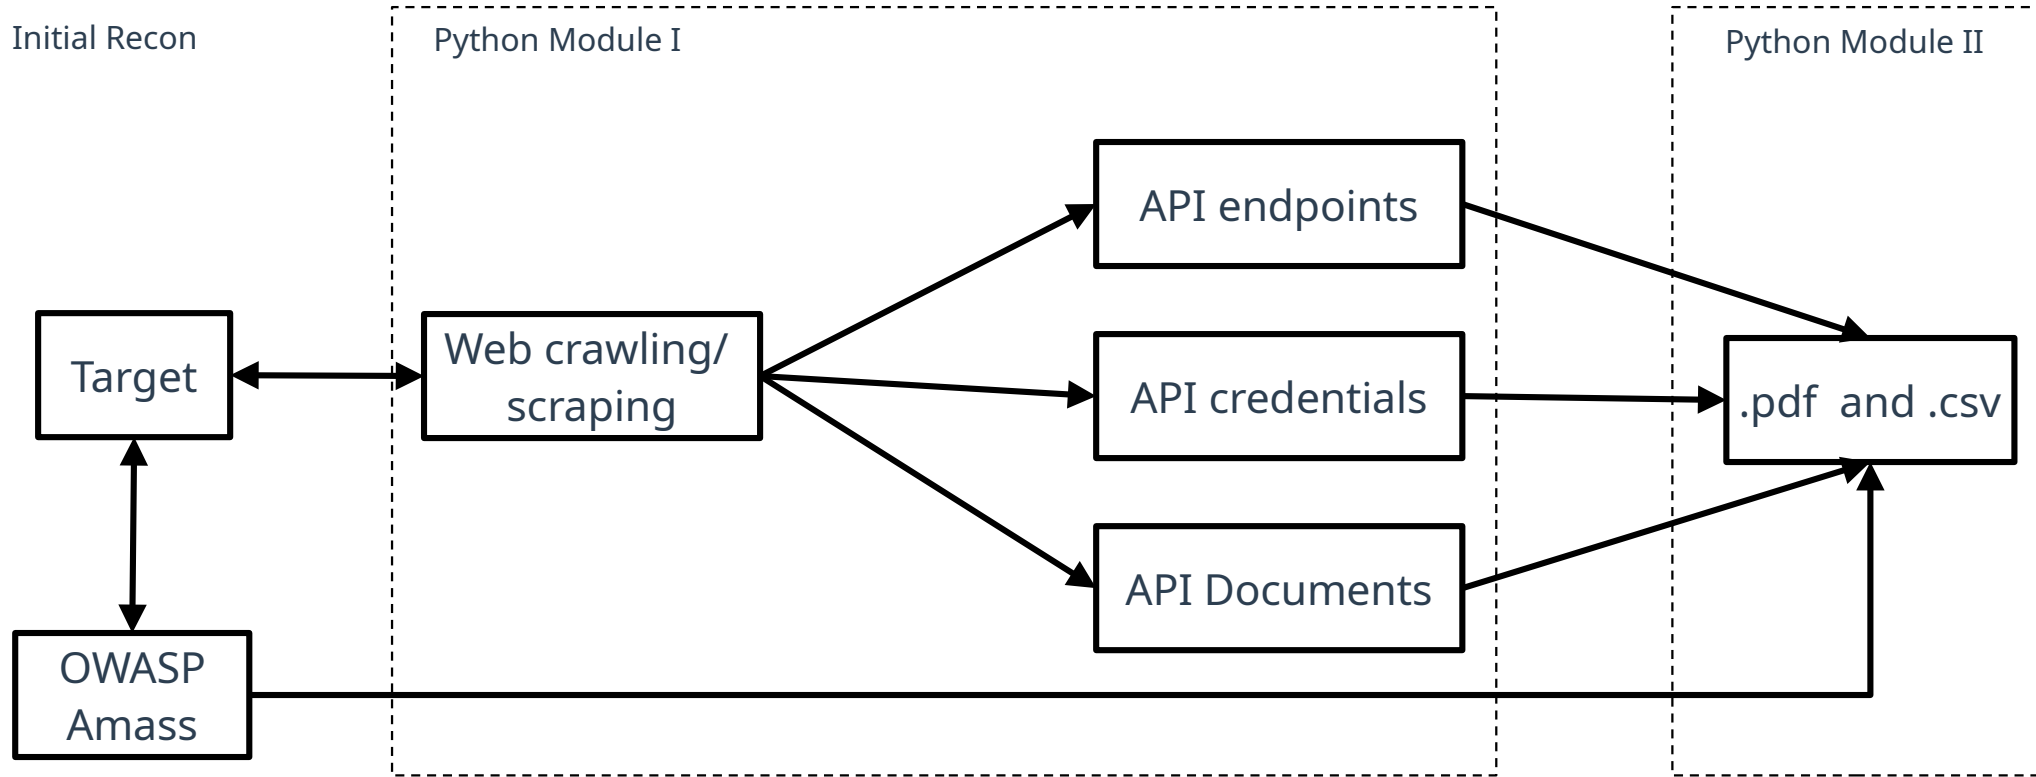 Initial Recon
Python Module I
Python Module II
API endpoints
Target
Web crawling/
scraping
API credentials
.pdf and .csv
API Documents
OWASP
Amass